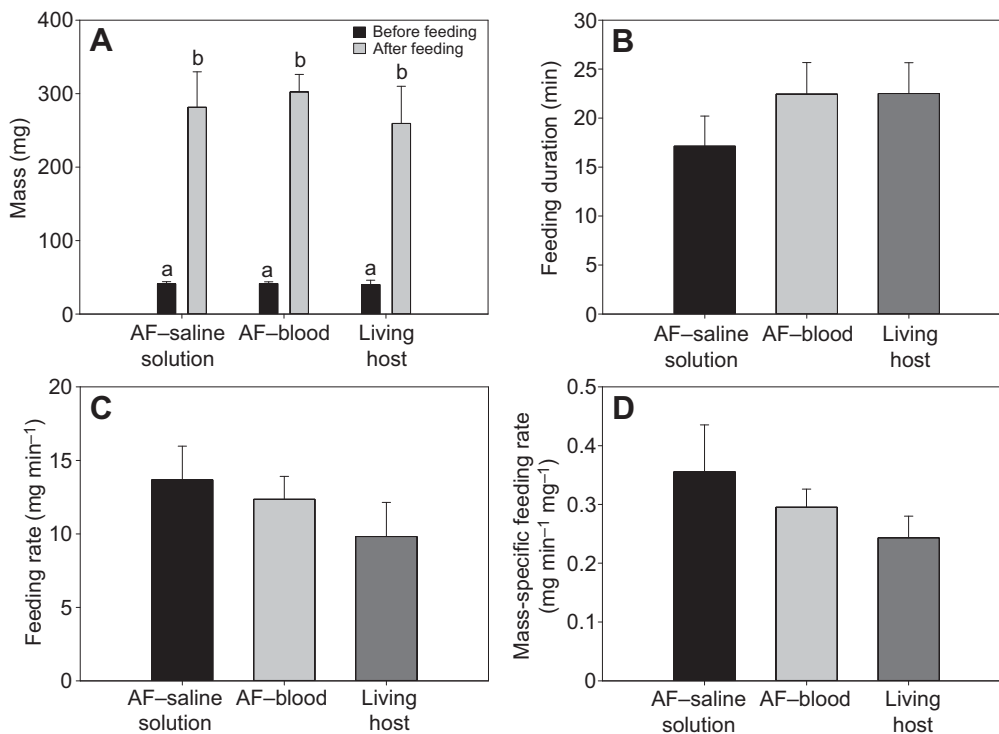 A
Before feeding
After feeding
Mass (mg)
400
300
200
100
0
a
b
a
b
a
b
AF–saline
solution
AF–blood
Living
host
B
Feeding duration (min)
30
25
20
15
10
5
0
AF–saline
solution
AF–blood
Living
host
C
Feeding rate (mg min–1)
20
15
10
5
0
AF–saline
solution
AF–blood
Living
host
D
Mass-specific feeding rate
(mg min–1 mg–1)
0.5
0.4
0.3
0.2
0.1
0
AF–saline
solution
AF–blood
Living
host